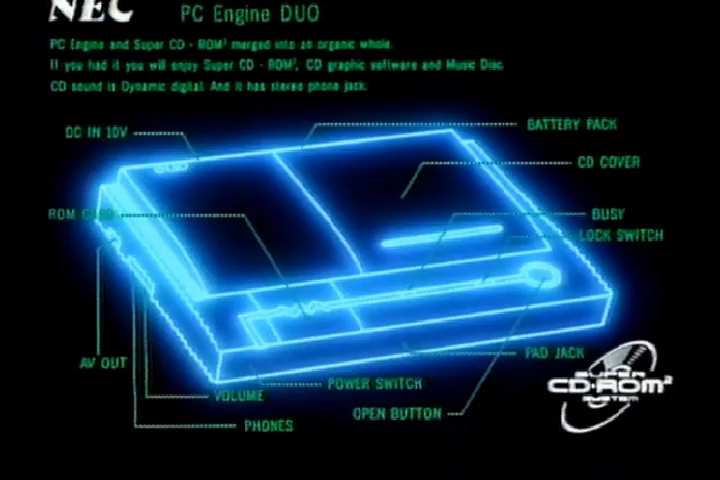 NEC
PC Engine DUO
PC Engine and Super CD-ROM² merged into an organic whole.
If you had it you will enjoy Super CD-ROM², CD graphic software and Music Disc.
CD sound is Dynamic digital. And it has stereo phone jack.
DC IN 10V
BATTERY PACK
CD COVER
ROM CARD
BUSY
LOCK SWITCH
AV OUT
PAD JACK
POWER SWITCH
VOLUME
OPEN BUTTON
PHONES
SUPER
CD-ROM²
SYSTEM